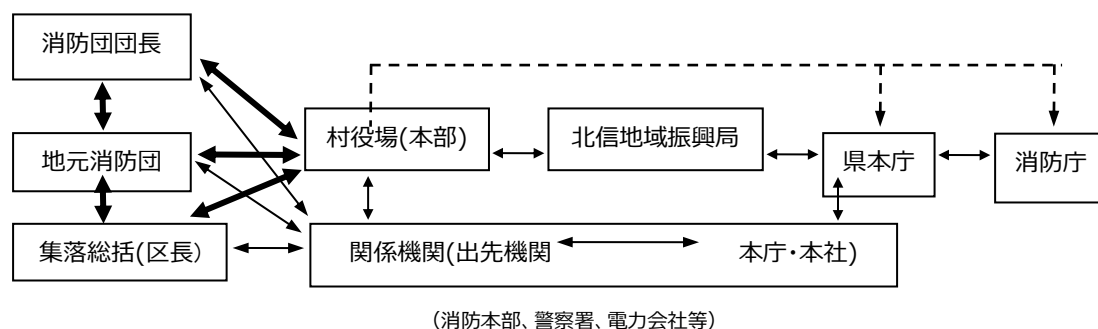 消防団団長
村役場(本部)
北信地域振興局
地元消防団
県本庁
消防庁
集落総括(区長)
関係機関(出先機関
本庁・本社)
(消防本部、警察署、電力会社等)